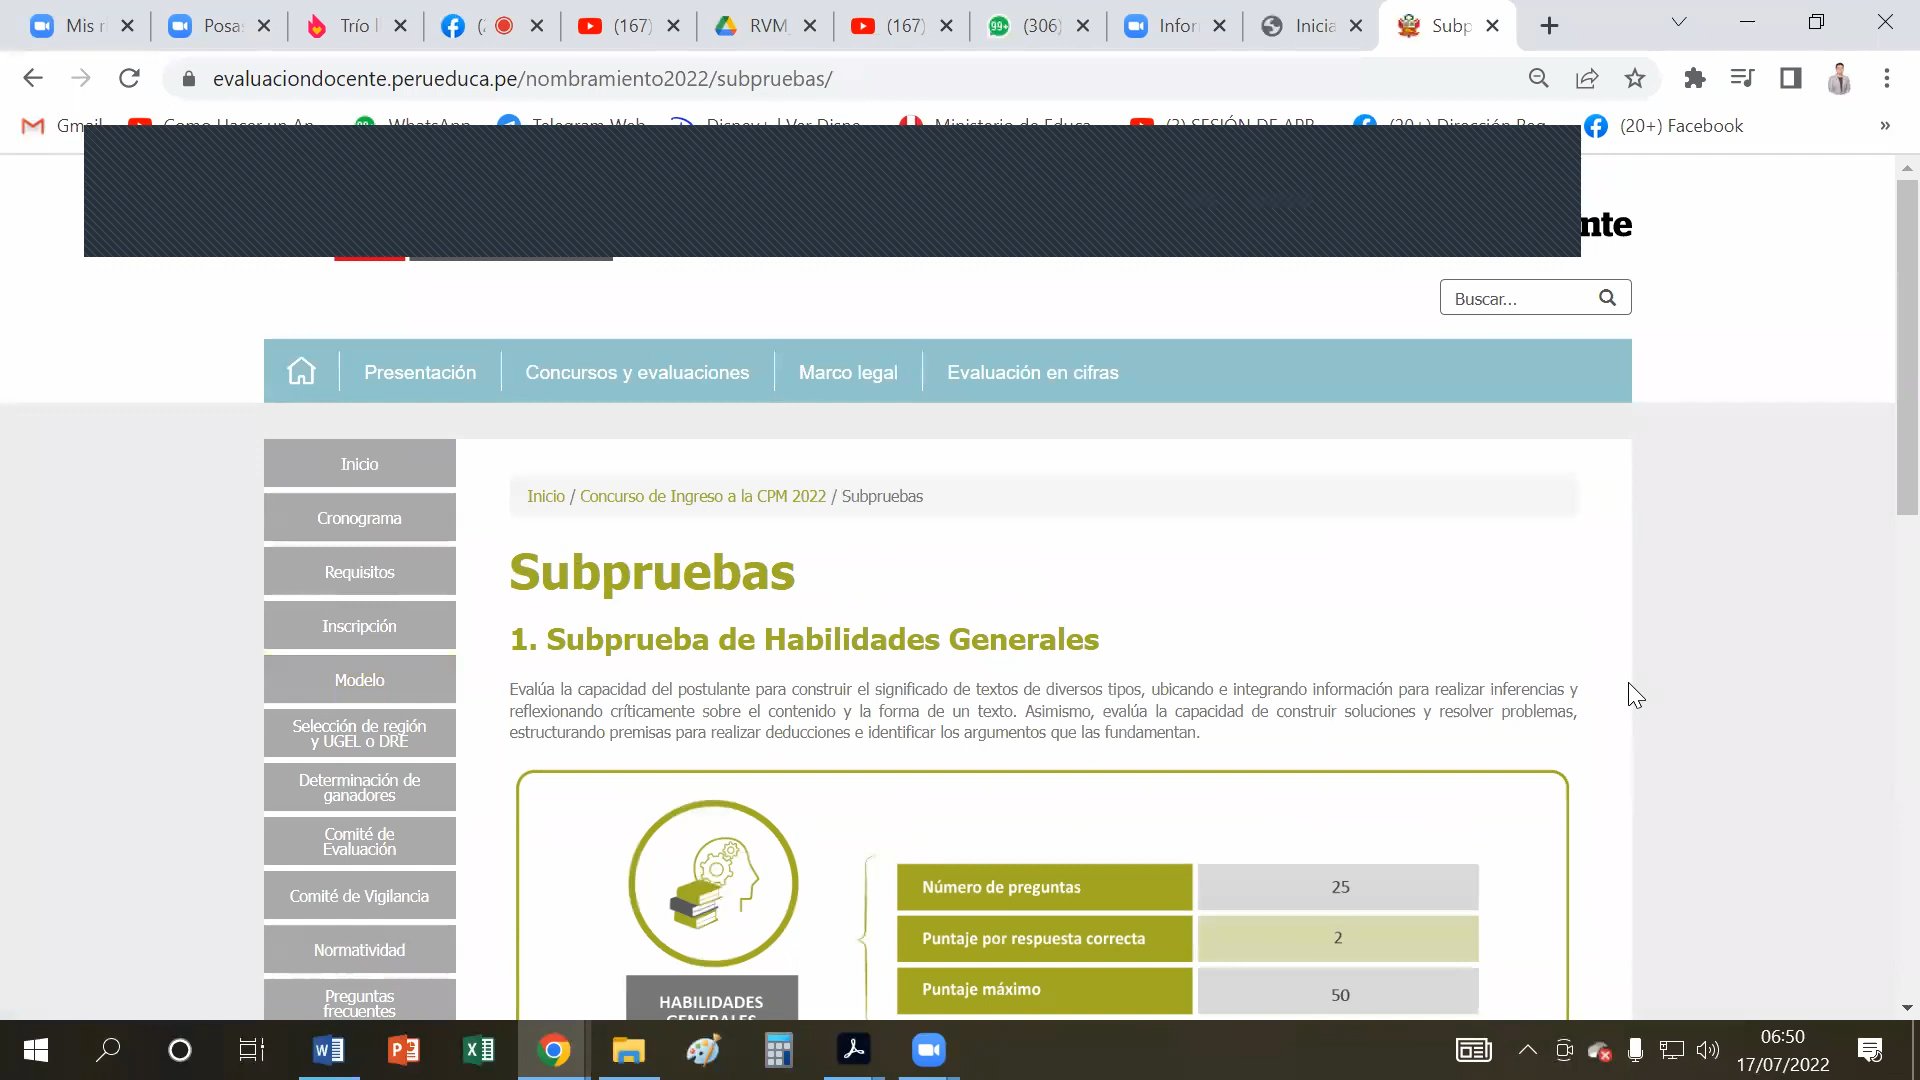 Mis r
Posa
Trío l
(167)
RVM_
(167)
(306)
Infor
Inicia
Subp
evaluaciondocente.perueduca.pe/nombramiento2022/subpruebas/
(20+) Facebook
»
nte
Buscar...
Presentación
Concursos y evaluaciones
Marco legal
Evaluación en cifras
Inicio
Cronograma
Requisitos
Inscripción
Modelo
Selección de región
y UGEL o DRE
Determinación de
ganadores
Comité de
Evaluación
Comité de Vigilancia
Normatividad
Preguntas
frecuentes
Inicio / Concurso de Ingreso a la CPM 2022 / Subpruebas
Subpruebas
1. Subprueba de Habilidades Generales
Evalúa la capacidad del postulante para construir el significado de textos de diversos tipos, ubicando e integrando información para realizar inferencias y
reflexionando críticamente sobre el contenido y la forma de un texto. Asimismo, evalúa la capacidad de construir soluciones y resolver problemas,
estructurando premisas para realizar deducciones e identificar los argumentos que las fundamentan.
HABILIDADES
GENERALES
Número de preguntas 25
Puntaje por respuesta correcta 2
Puntaje máximo 50
06:50
17/07/2022